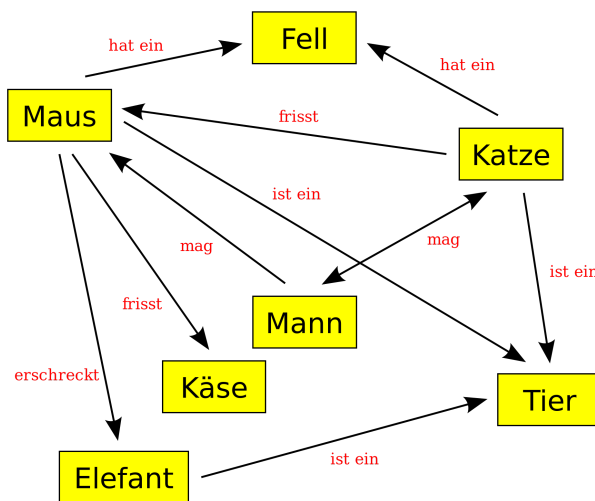 Fell
hat ein
hat ein
Maus
frisst
Katze
ist ein
mag
mag
ist ein
frisst
Mann
erschreckt
Käse
Tier
ist ein
Elefant